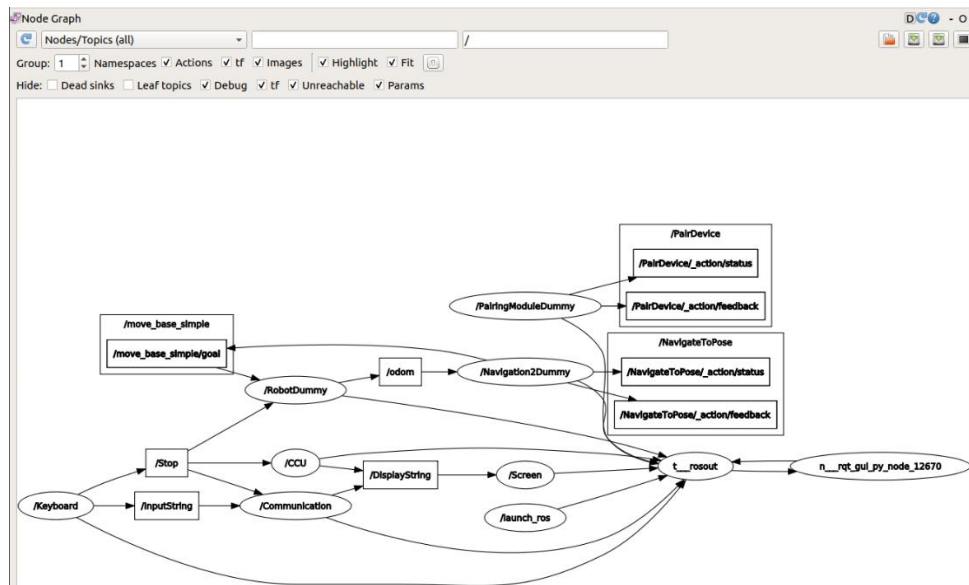 Node Graph
D - O
Nodes/Topics (all)
/
Group: 1 Namespaces Actions tf Images Highlight Fit
Hide: Dead sinks Leaf topics Debug tf Unreachable Params
/PairDevice
/PairDevice/_action/status
/PairingModuleDummy
/PairDevice/_action/feedback
/move_base_simple
/move_base_simple/goal
/NavigateToPose
/odom
/Navigation2Dummy
/NavigateToPose/_action/status
/RobotDummy
/NavigateToPose/_action/feedback
/Stop
/CCU
/DisplayString
/Screen
t___rosout
n___rqt_gui_py_node_12670
/Keyboard
/InputString
/Communication
/launch_ros